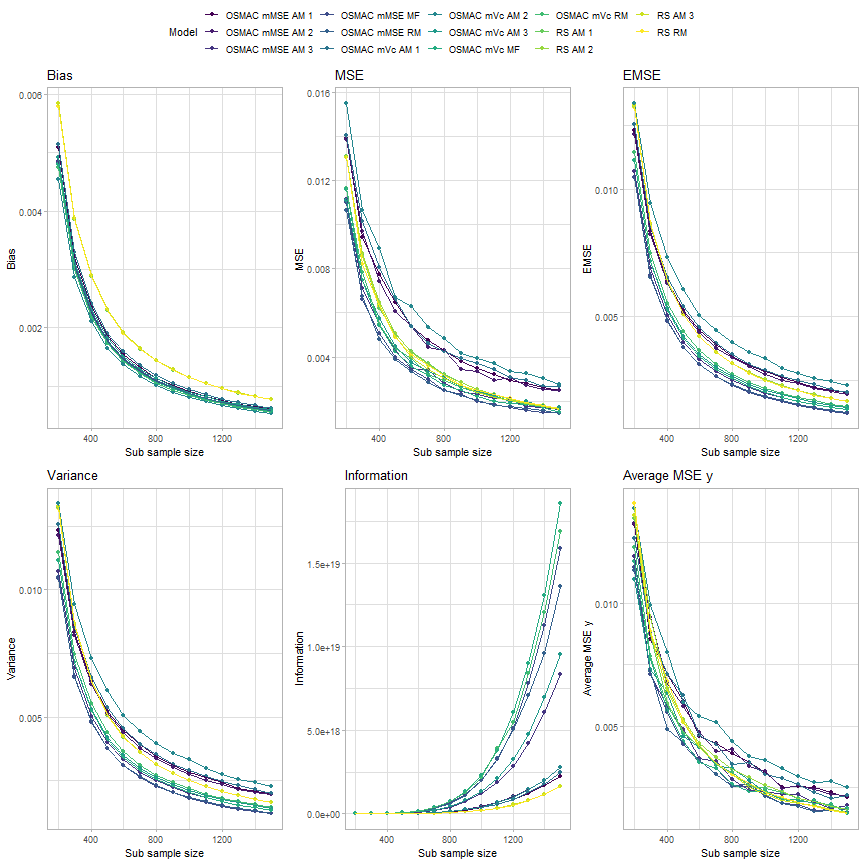 Model
OSMAC mMSE AM 1
OSMAC mMSE AM 2
OSMAC mMSE AM 3
OSMAC mMSE MF
OSMAC mMSE RM
OSMAC mVc AM 1
OSMAC mVc AM 2
OSMAC mVc AM 3
OSMAC mVc MF
OSMAC mVc RM
RS AM 1
RS AM 2
RS AM 3
RS RM
Bias
0.006
0.004
0.002
Bias
400 800 1200
Sub sample size
MSE
0.016
0.012
0.008
0.004
MSE
400 800 1200
Sub sample size
EMSE
0.010
0.005
EMSE
400 800 1200
Sub sample size
Variance
0.010
0.005
Variance
400 800 1200
Sub sample size
Information
1.5e+19
1.0e+19
5.0e+18
0.0e+00
Information
400 800 1200
Sub sample size
Average MSE y
0.010
0.005
Average MSE y
400 800 1200
Sub sample size